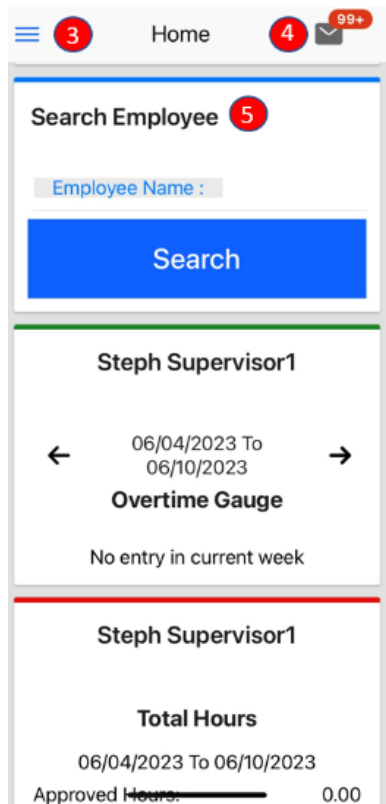 3 Home 4 99+
Search Employee 5
Employee Name :
Search
Steph Supervisor1
06/04/2023 To
06/10/2023
Overtime Gauge
No entry in current week
Steph Supervisor1
Total Hours
06/04/2023 To 06/10/2023
Approved Hours: 0.00